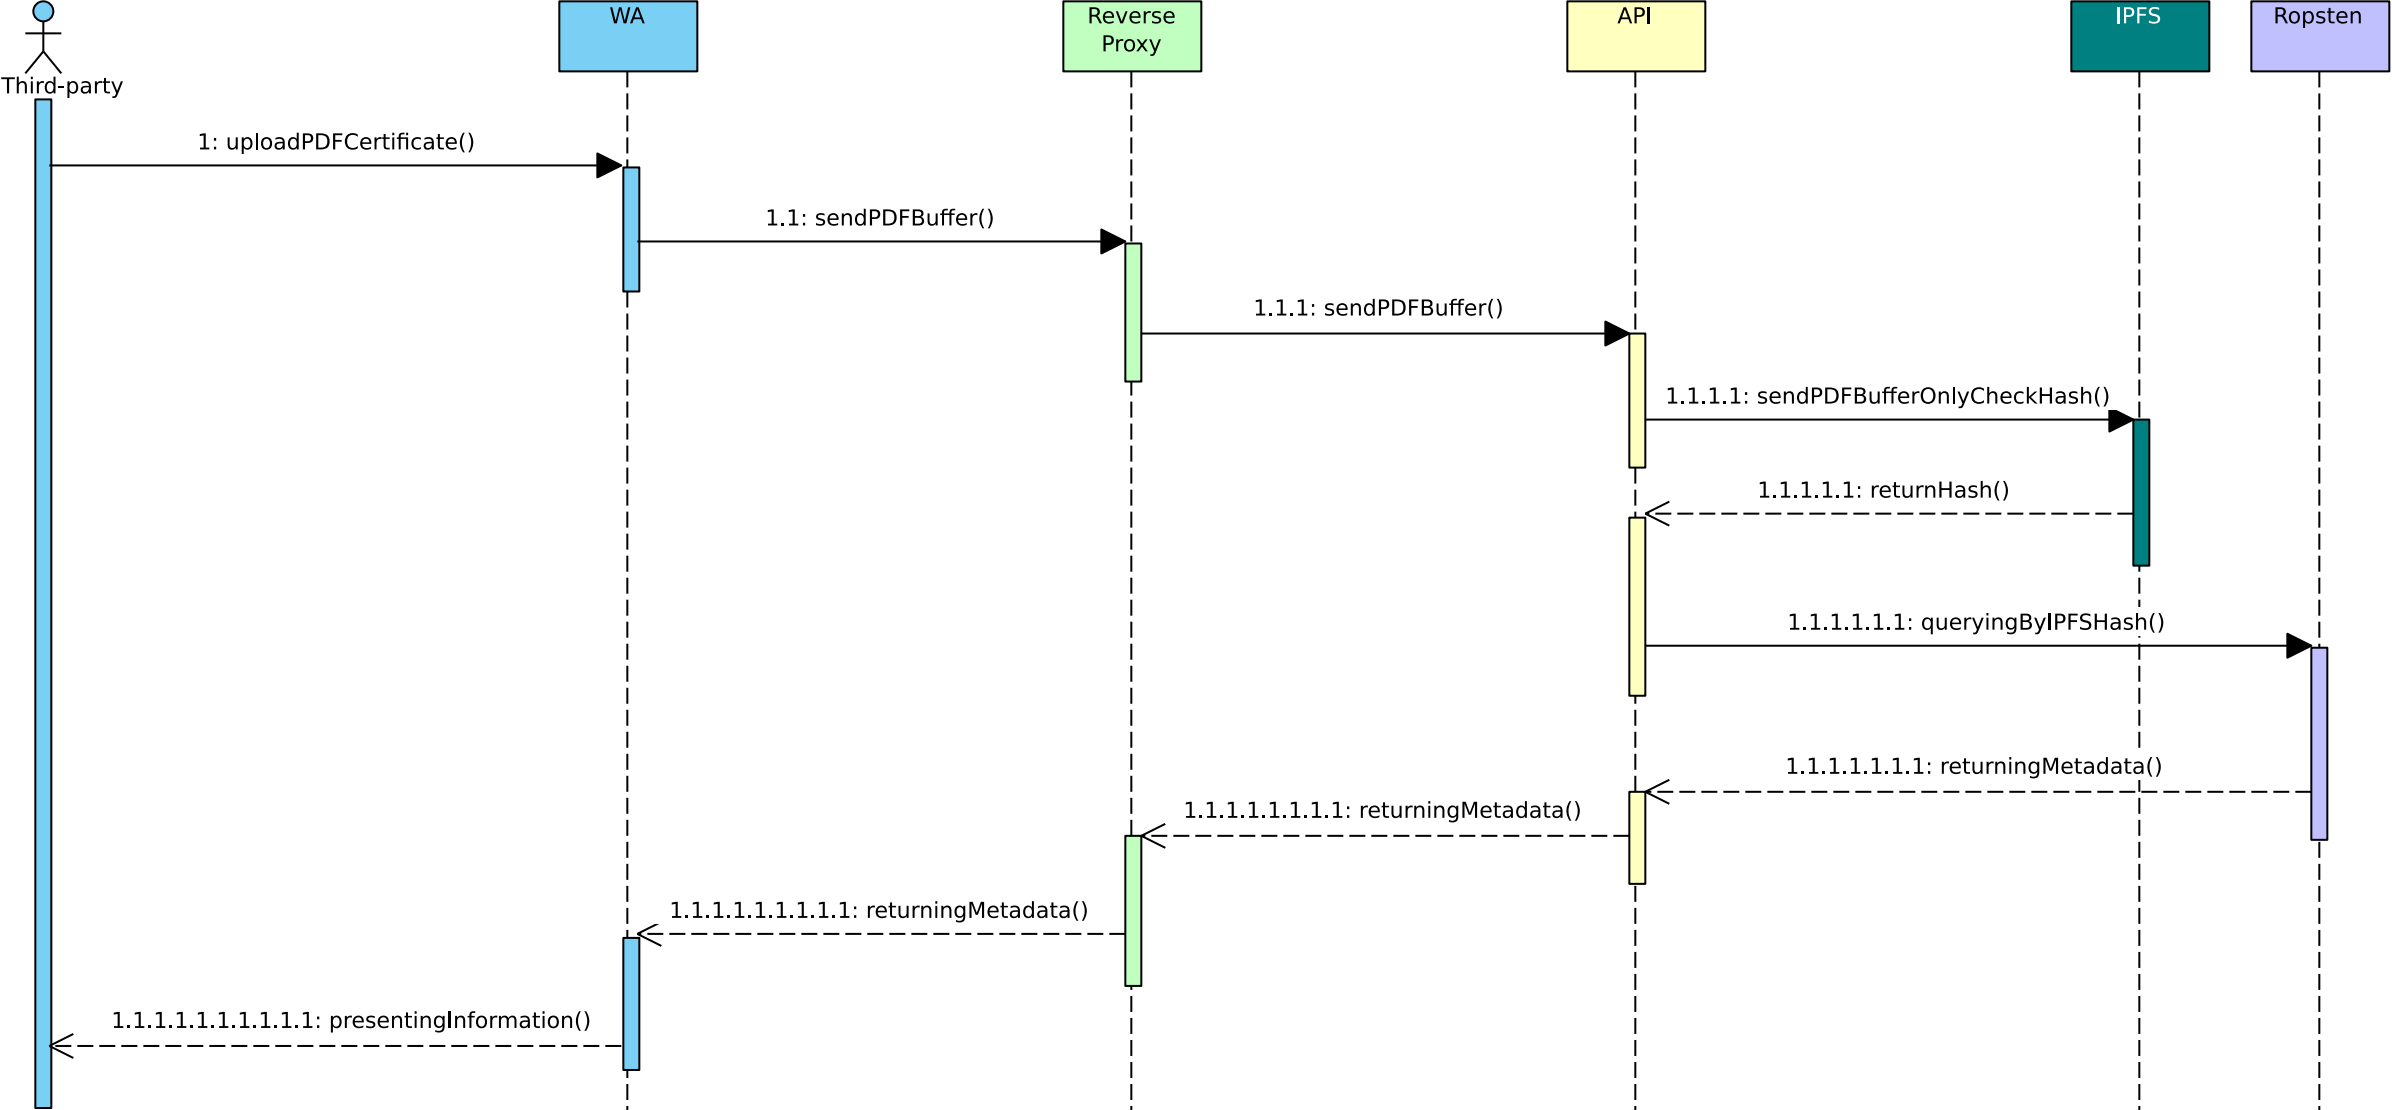 Third-party
WA
Reverse
Proxy
API
IPFS
Ropsten
1: uploadPDFCertificate()
1.1: sendPDFBuffer()
1.1.1: sendPDFBuffer()
1.1.1.1: sendPDFBufferOnlyCheckHash()
1.1.1.1.1: returnHash()
1.1.1.1.1.1: queryingByIPFSHash()
1.1.1.1.1.1.1: returningMetadata()
1.1.1.1.1.1.1.1: returningMetadata()
1.1.1.1.1.1.1.1.1: returningMetadata()
1.1.1.1.1.1.1.1.1.1: presentingInformation()